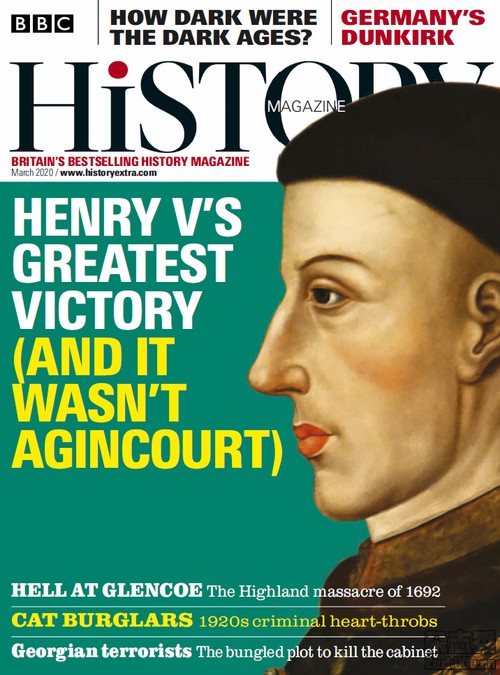 BBC
HOW DARK WERE
THE DARK AGES?
GERMANY'S
DUNKIRK
HiSTORY
MAGAZINE
BRITAIN'S BESTSELLING HISTORY MAGAZINE
March 2020 / www.historyextra.com
HENRY V'S
GREATEST
VICTORY
(AND IT
WASN'T
AGINCOURT)
HELL AT GLENCOE The Highland massacre of 1692
CAT BURGLARS 1920s criminal heart-throbs
Georgian terrorists The bungled plot to kill the cabinet